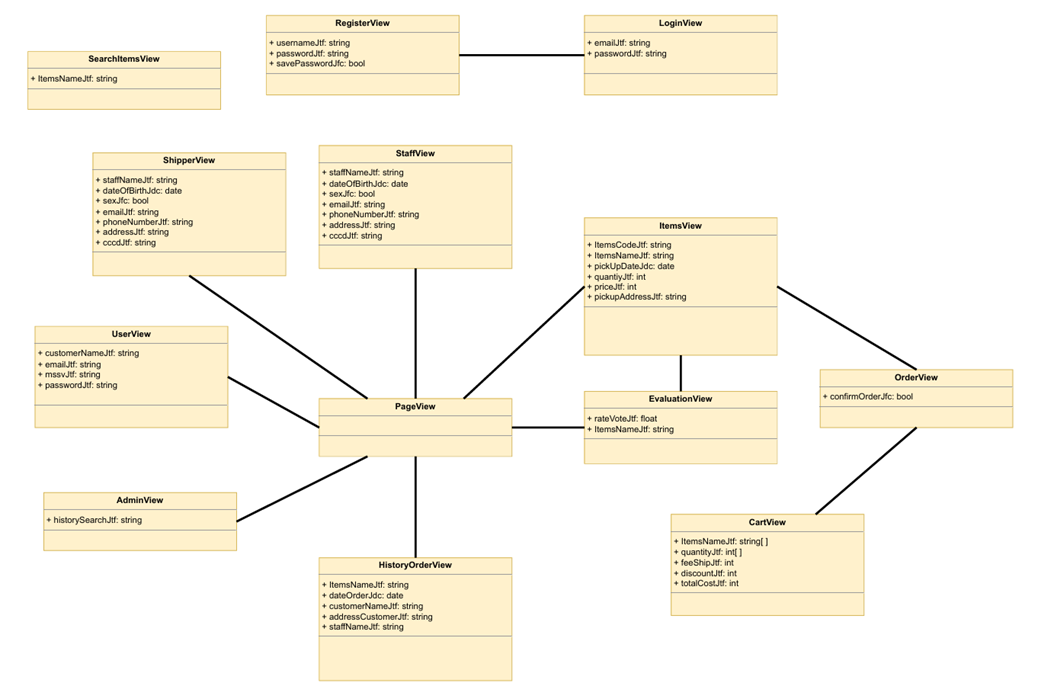 RegisterView
+ usernameJtf: string
+ passwordJtf: string
+ savePasswordJfc: bool
LoginView
+ emailJtf: string
+ passwordJtf: string
SearchItemsView
+ ItemsNameJtf: string
ShipperView
+ staffNameJtf: string
+ dateOfBirthJdc: date
+ sexJfc: bool
+ emailJtf: string
+ phoneNumberJtf: string
+ addressJtf: string
+ cccdJtf: string
StaffView
+ staffNameJtf: string
+ dateOfBirthJdc: date
+ sexJfc: bool
+ emailJtf: string
+ phoneNumberJtf: string
+ addressJtf: string
+ cccdJtf: string
ItemsView
+ ItemsCodeJtf: string
+ ItemsNameJtf: string
+ pickUpDateJdc: date
+ quantiyJtf: int
+ priceJtf: int
+ pickupAddressJtf: string
UserView
+ customerNameJtf: string
+ emailJtf: string
+ mssvJtf: string
+ passwordJtf: string
PageView
EvaluationView
+ rateVoteJtf: float
+ ItemsNameJtf: string
OrderView
+ confirmOrderJfc: bool
AdminView
+ historySearchJtf: string
HistoryOrderView
+ ItemsNameJtf: string
+ dateOrderJdc: date
+ customerNameJtf: string
+ addressCustomerJtf: string
+ staffNameJtf: string
CartView
+ ItemsNameJtf: string[ ]
+ quantityJtf: int[ ]
+ feeShipJtf: int
+ discountJtf: int
+ totalCostJtf: int